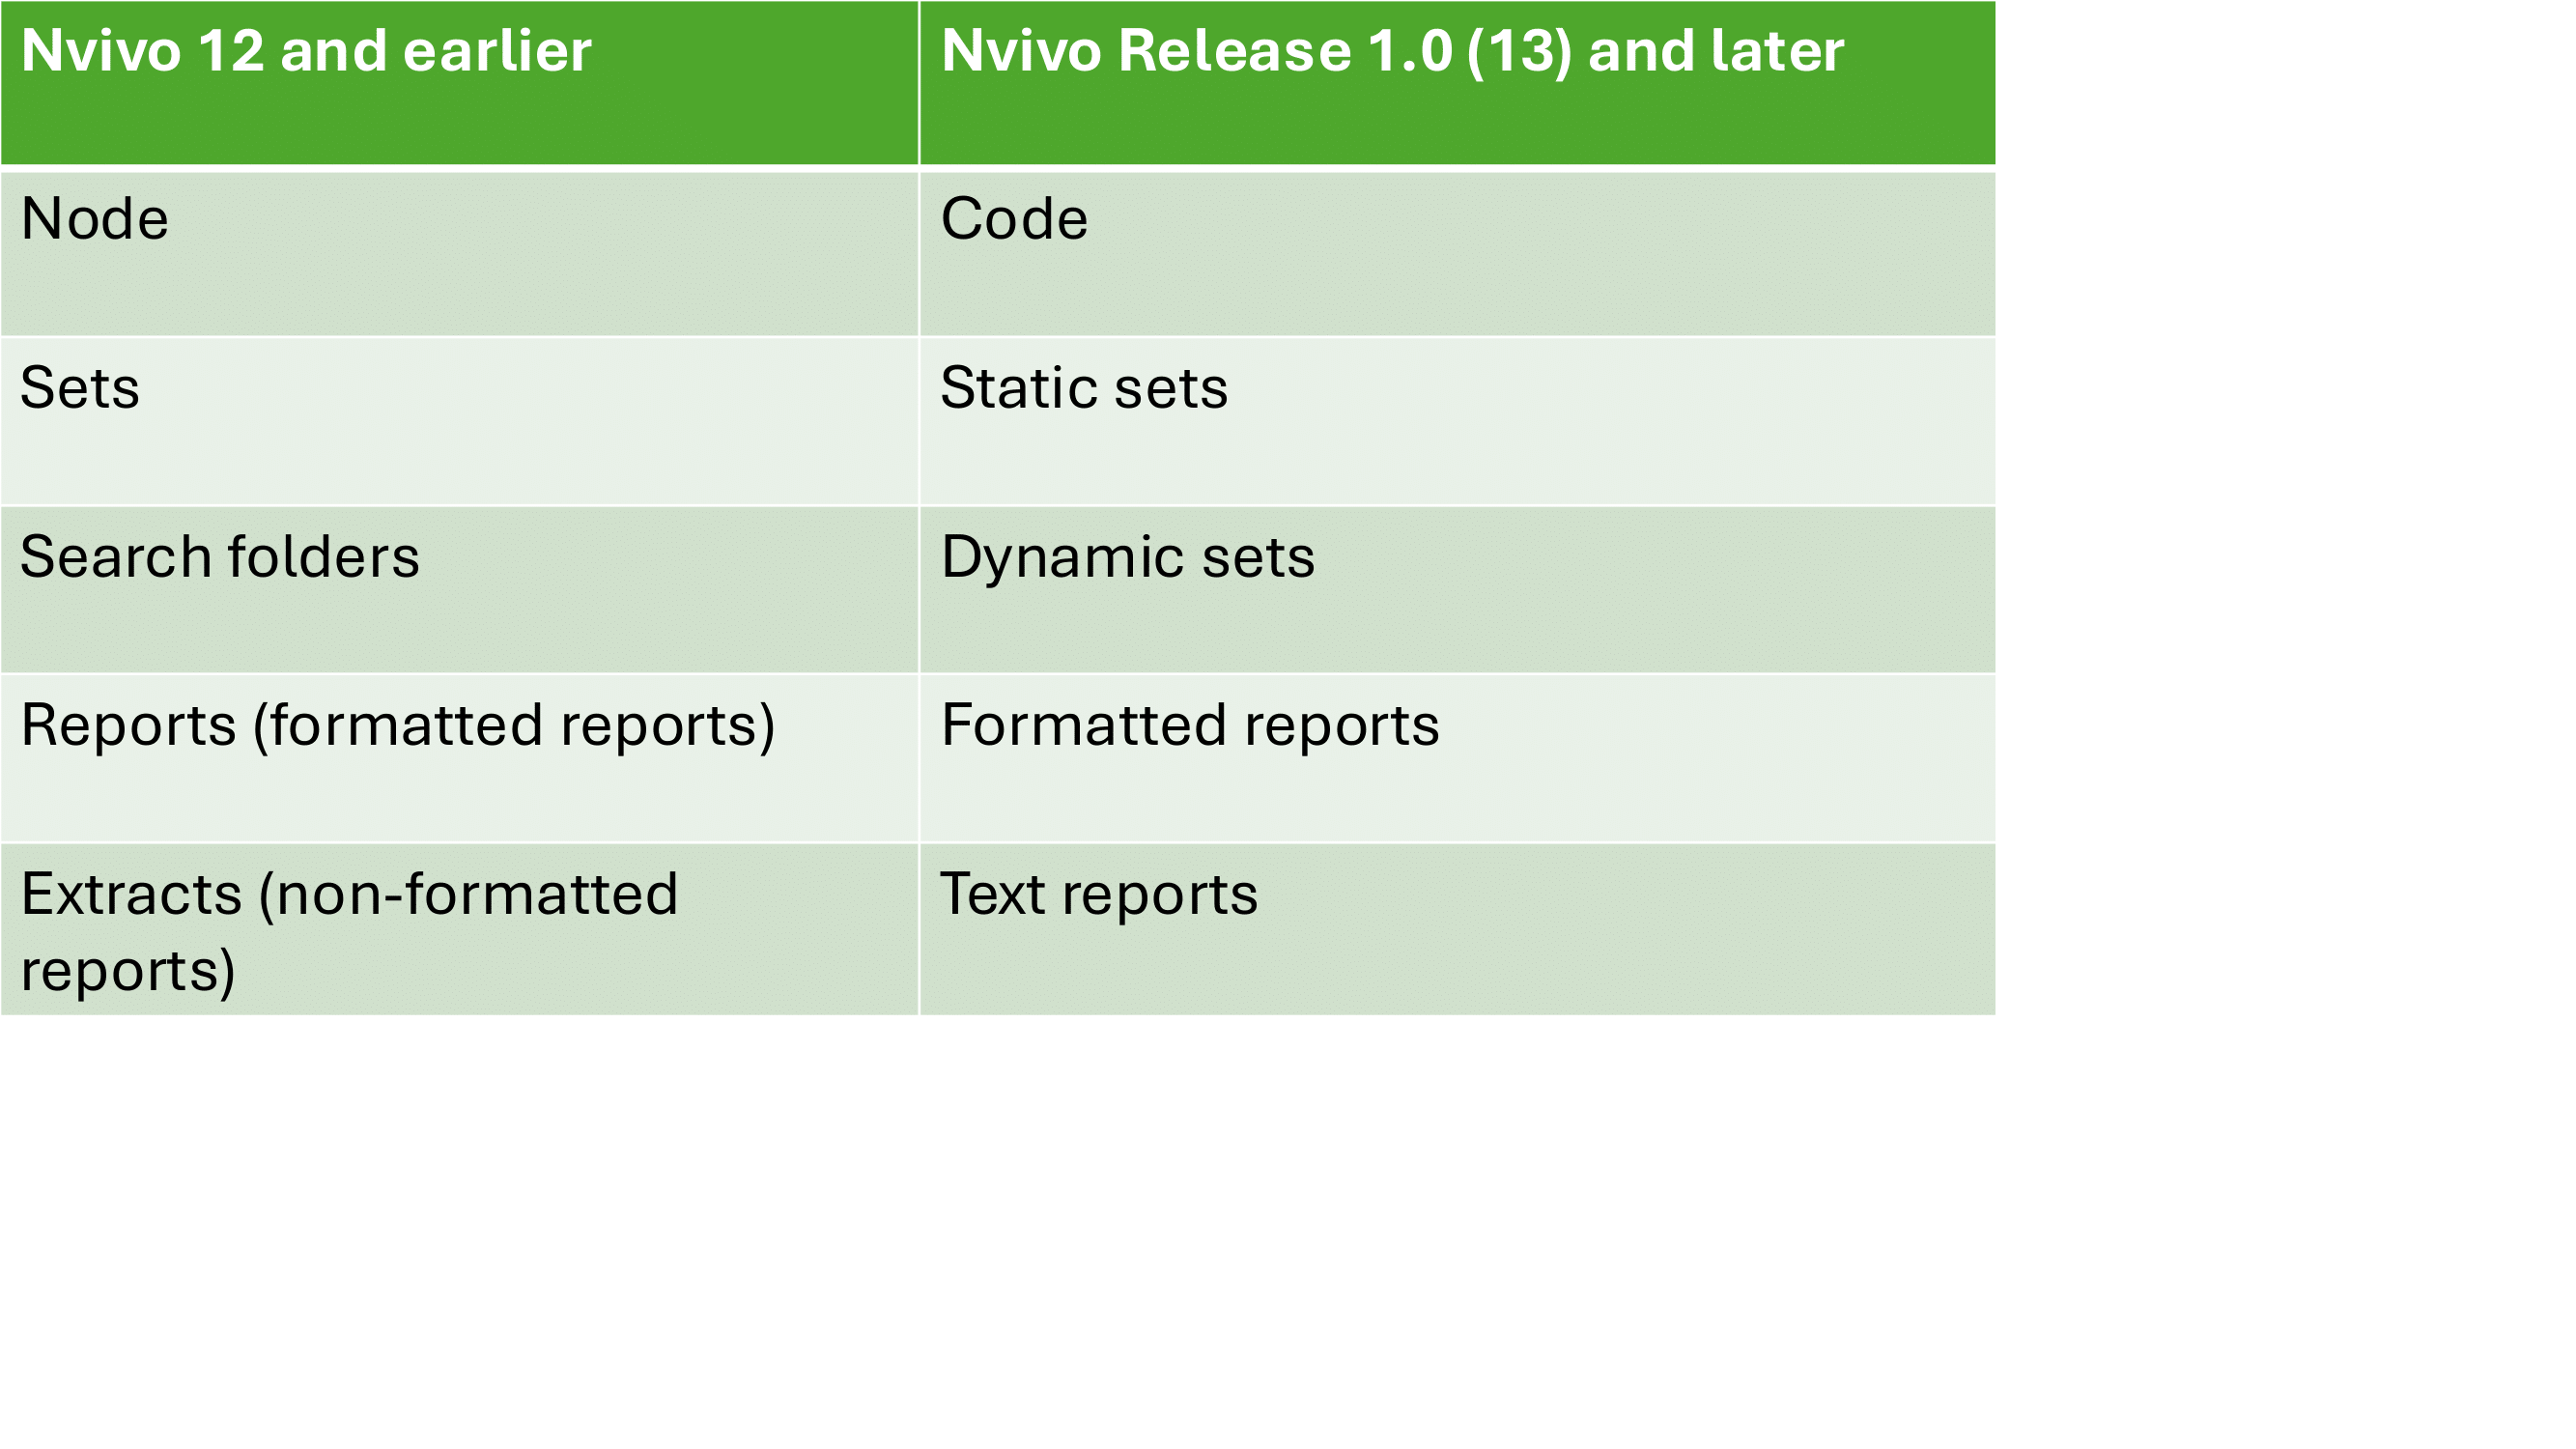 Nvivo 12 and earlier
Nvivo Release 1.0 (13) and later
Node
Code
Sets
Static sets
Search folders
Dynamic sets
Reports (formatted reports)
Formatted reports
Extracts (non-formatted
reports)
Text reports